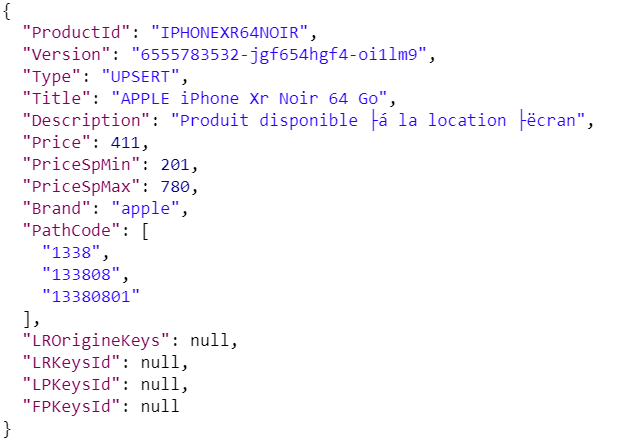 {
"ProductId": "IPHONEXR64NOIR",
"Version": "6555783532-jgf654hgf4-oi1lm9",
"Type": "UPSERT",
"Title": "APPLE iPhone Xr Noir 64 Go",
"Description": "Produit disponible ├á la location ├ëcran",
"Price": 411,
"PriceSpMin": 201,
"PriceSpMax": 780,
"Brand": "apple",
"PathCode": [
"1338",
"133808",
"13380801"
],
"LROrigineKeys": null,
"LRKeysId": null,
"LPKeysId": null,
"FPKeysId": null
}